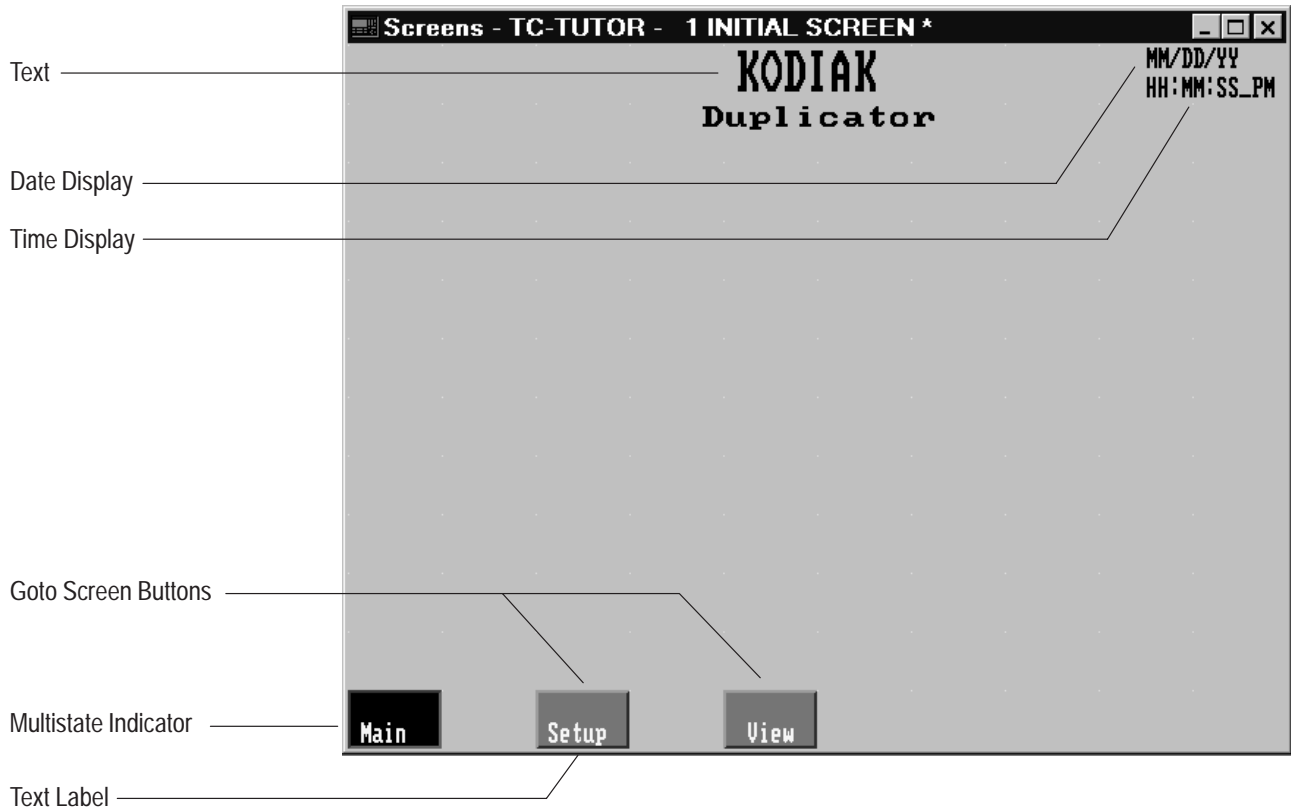 Screens - TC-TUTOR - 1 INITIAL SCREEN *
Text
KODIAK
Duplicator
MM/DD/YY
HH:MM:SS_PM
Date Display
Time Display
Goto Screen Buttons
Multistate Indicator
Main
Setup
View
Text Label